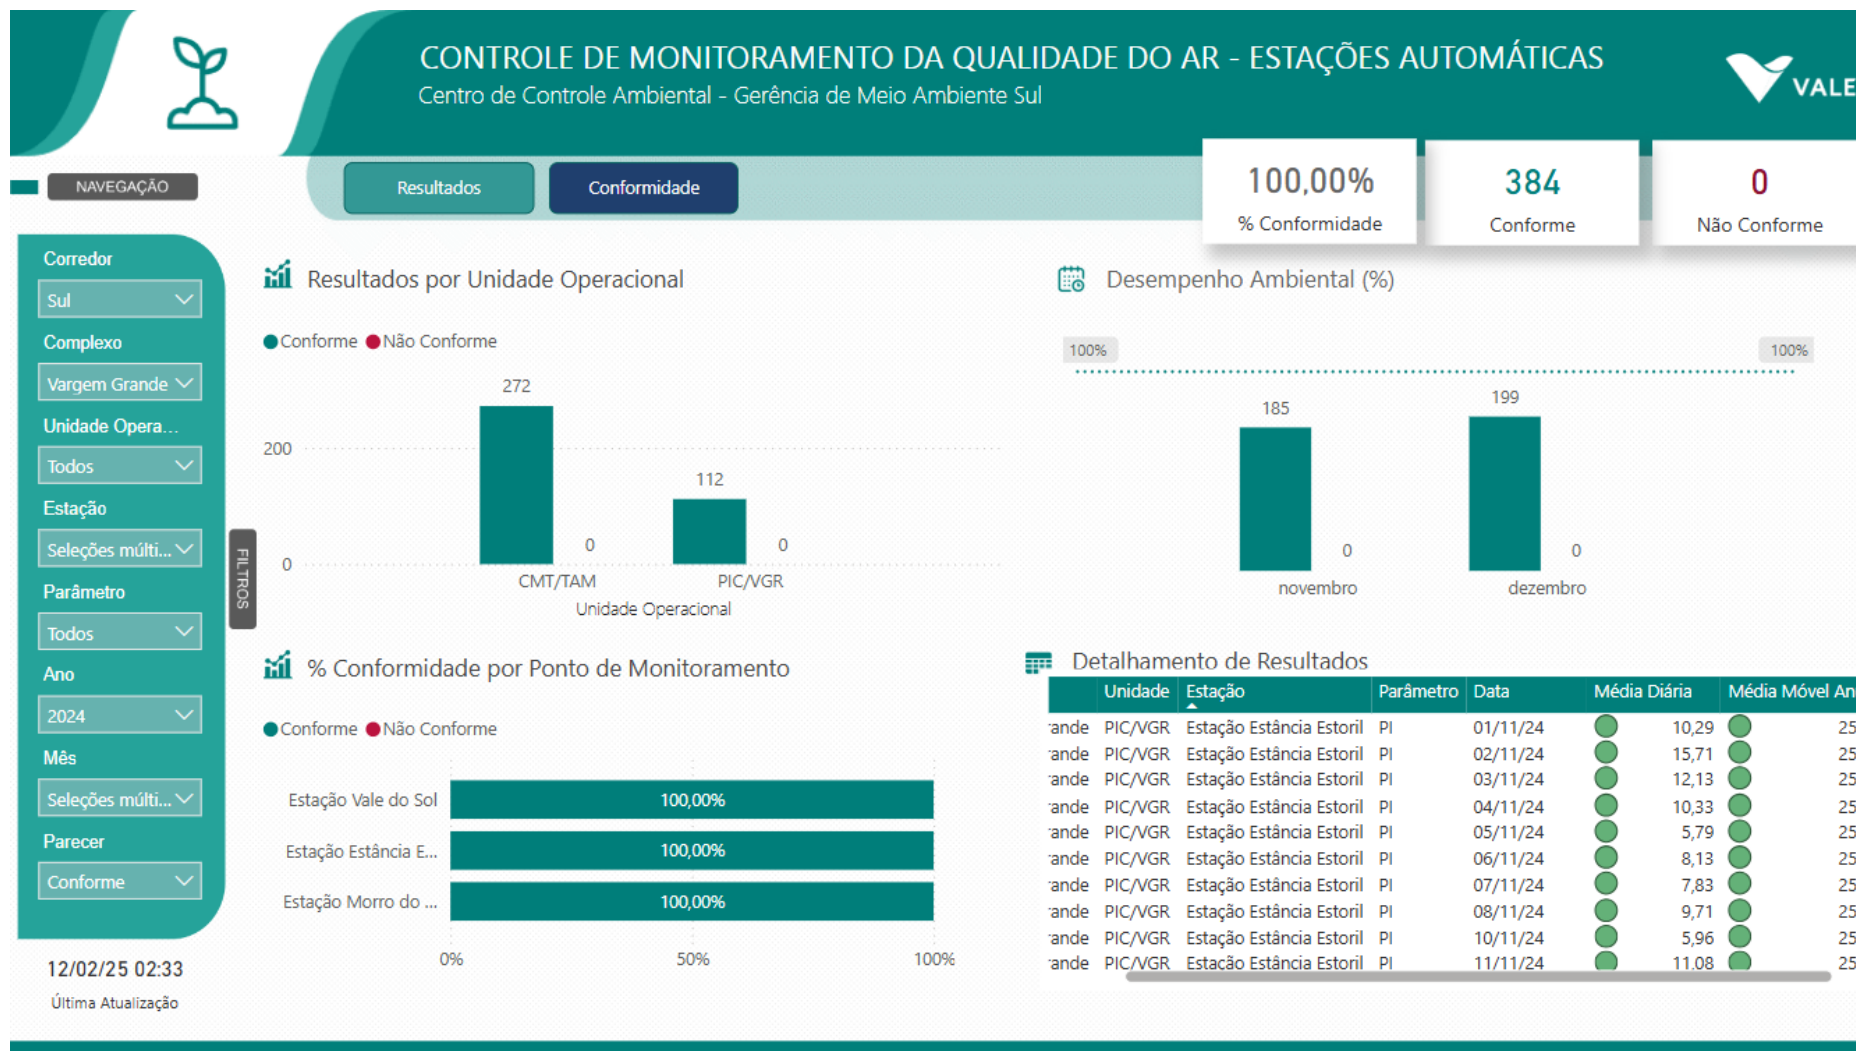 CONTROLE DE MONITORAMENTO DA QUALIDADE DO AR - ESTAÇÕES AUTOMÁTICAS
Centro de Controle Ambiental - Gerência de Meio Ambiente Sul
VALE
NAVEGAÇÃO
Resultados
Conformidade
100,00%
% Conformidade
384
Conforme
0
Não Conforme
Corredor
Sul
Complexo
Vargem Grande
Unidade Opera...
Todos
Estação
Seleções múlti...
Parâmetro
Todos
Ano
2024
Mês
Seleções múlti...
Parecer
Conforme
12/02/25 02:33
Última Atualização
FILTROS
Resultados por Unidade Operacional
Conforme Não Conforme
272
200
112
0 0
0
CMT/TAM PIC/VGR
Unidade Operacional
Desempenho Ambiental (%)
100% 100%
185 199
0 0
novembro dezembro
% Conformidade por Ponto de Monitoramento
Conforme Não Conforme
Estação Vale do Sol 100,00%
Estação Estância E... 100,00%
Estação Morro do ... 100,00%
0% 50% 100%
Detalhamento de Resultados
Unidade Estação Parâmetro Data Média Diária Média Móvel An
rande PIC/VGR Estação Estância Estoril PI 01/11/24 10,29 25
rande PIC/VGR Estação Estância Estoril PI 02/11/24 15,71 25
rande PIC/VGR Estação Estância Estoril PI 03/11/24 12,13 25
rande PIC/VGR Estação Estância Estoril PI 04/11/24 10,33 25
rande PIC/VGR Estação Estância Estoril PI 05/11/24 5,79 25
rande PIC/VGR Estação Estância Estoril PI 06/11/24 8,13 25
rande PIC/VGR Estação Estância Estoril PI 07/11/24 7,83 25
rande PIC/VGR Estação Estância Estoril PI 08/11/24 9,71 25
rande PIC/VGR Estação Estância Estoril PI 10/11/24 5,96 25
rande PIC/VGR Estação Estância Estoril PI 11/11/24 11,08 25